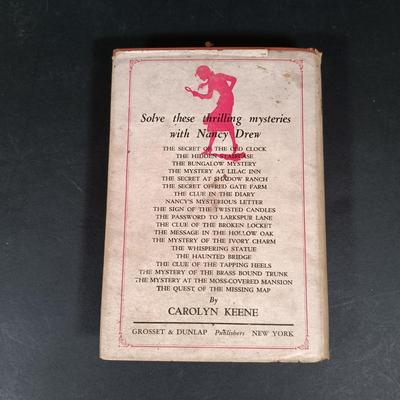 Solve these thrilling mysteries
with Nancy Drew
THE SECRET OF THE OLD CLOCK
THE HIDDEN STAIRCASE
THE BUNGALOW MYSTERY
THE MYSTERY AT LILAC INN
THE SECRET AT SHADOW RANCH
THE SECRET OF RED GATE FARM
THE CLUE IN THE DIARY
NANCY'S MYSTERIOUS LETTER
THE SIGN OF THE TWISTED CANDLES
THE PASSWORD TO LARKSPUR LANE
THE CLUE OF THE BROKEN LOCKET
THE MESSAGE IN THE HOLLOW OAK
THE MYSTERY OF THE IVORY CHARM
THE WHISPERING STATUE
THE HAUNTED BRIDGE
THE CLUE OF THE TAPPING HEELS
THE MYSTERY OF THE BRASS BOUND TRUNK
THE MYSTERY AT THE MOSS-COVERED MANSION
THE QUEST OF THE MISSING MAP
By
CAROLYN KEENE
GROSSET & DUNLAP Publishers NEW YORK